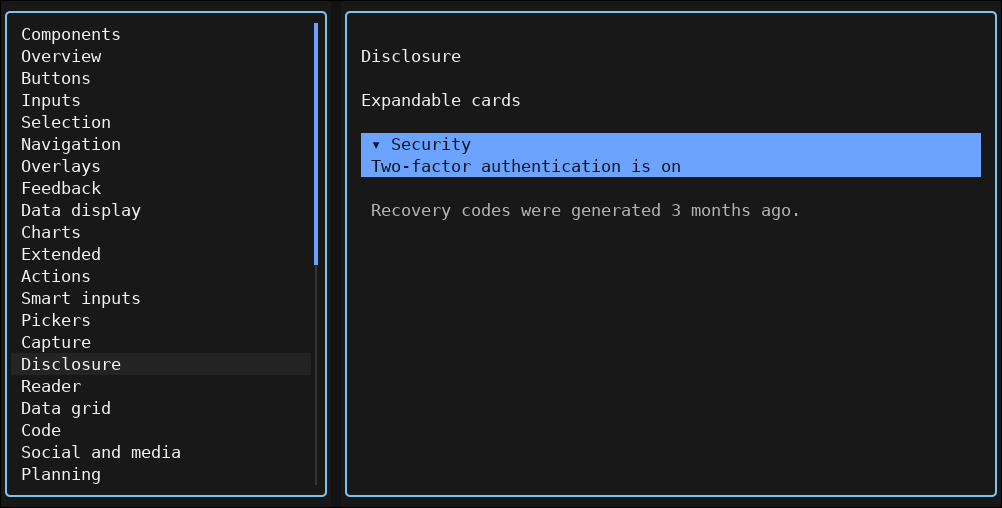 Components
Overview
Buttons
Inputs
Selection
Navigation
Overlays
Feedback
Data display
Charts
Extended
Actions
Smart inputs
Pickers
Capture
Disclosure
Reader
Data grid
Code
Social and media
Planning
Disclosure
Expandable cards
▾ Security
Two-factor authentication is on
Recovery codes were generated 3 months ago.